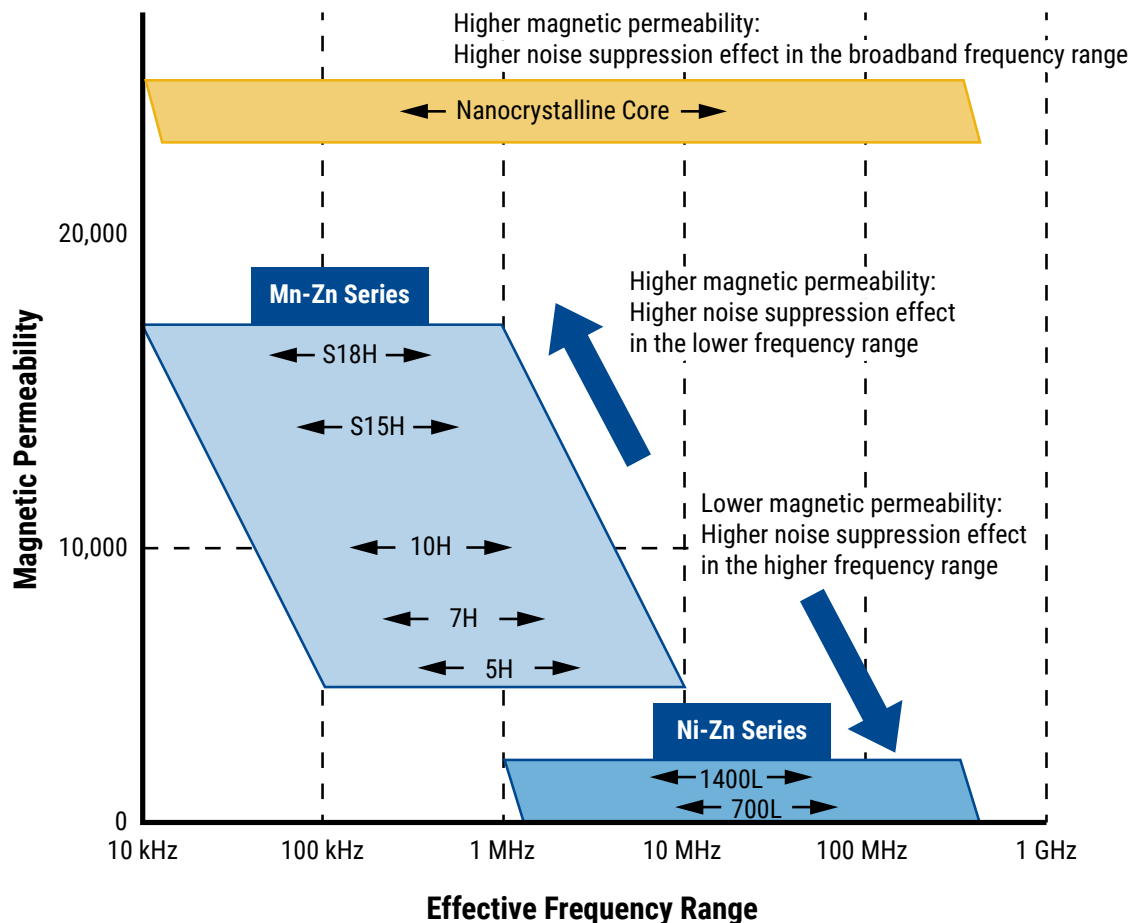 Higher magnetic permeability:
Higher noise suppression effect in the broadband frequency range
Nanocrystalline Core
20,000
Mn-Zn Series
Higher magnetic permeability:
Higher noise suppression effect
in the lower frequency range
S18H
S15H
Magnetic Permeability
Lower magnetic permeability:
Higher noise suppression effect
in the higher frequency range
10,000
10H
7H
5H
Ni-Zn Series
1400L
700L
0
10 kHz
100 kHz
1 MHz
10 MHz
100 MHz
1 GHz
Effective Frequency Range